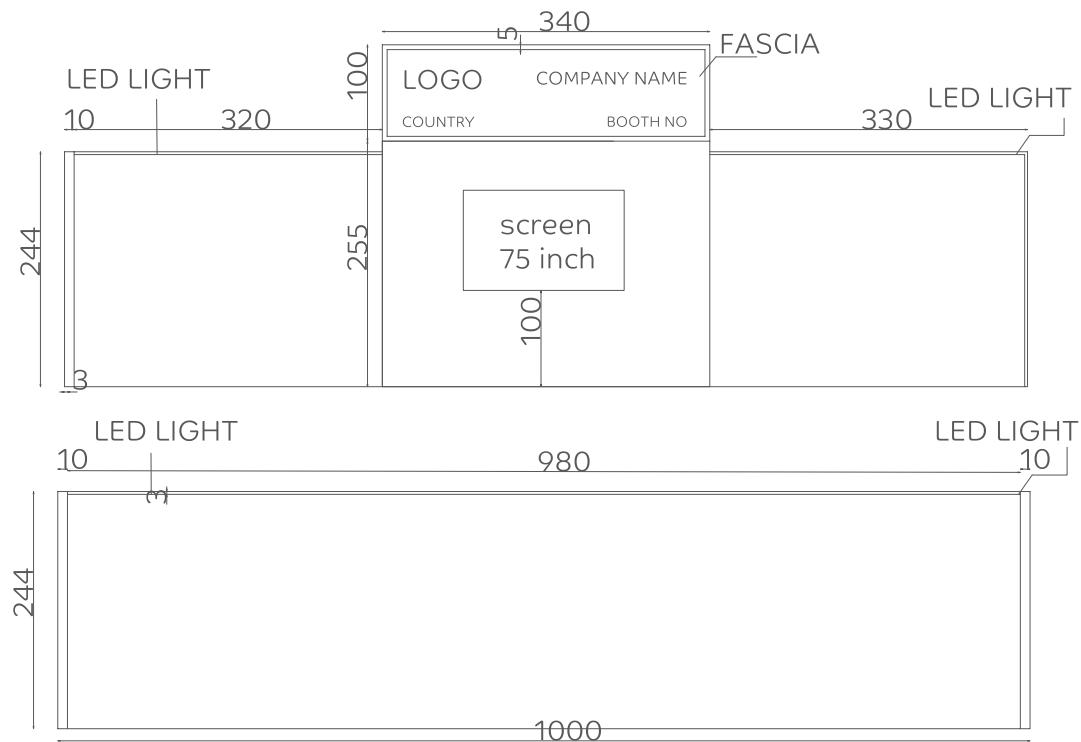 340
5
FASCIA
LED LIGHT
100
LOGO
COMPANY NAME
LED LIGHT
10
320
COUNTRY
BOOTH NO
330
244
255
screen
75 inch
100
3
LED LIGHT
LED LIGHT
10
980
10
3
244
1000